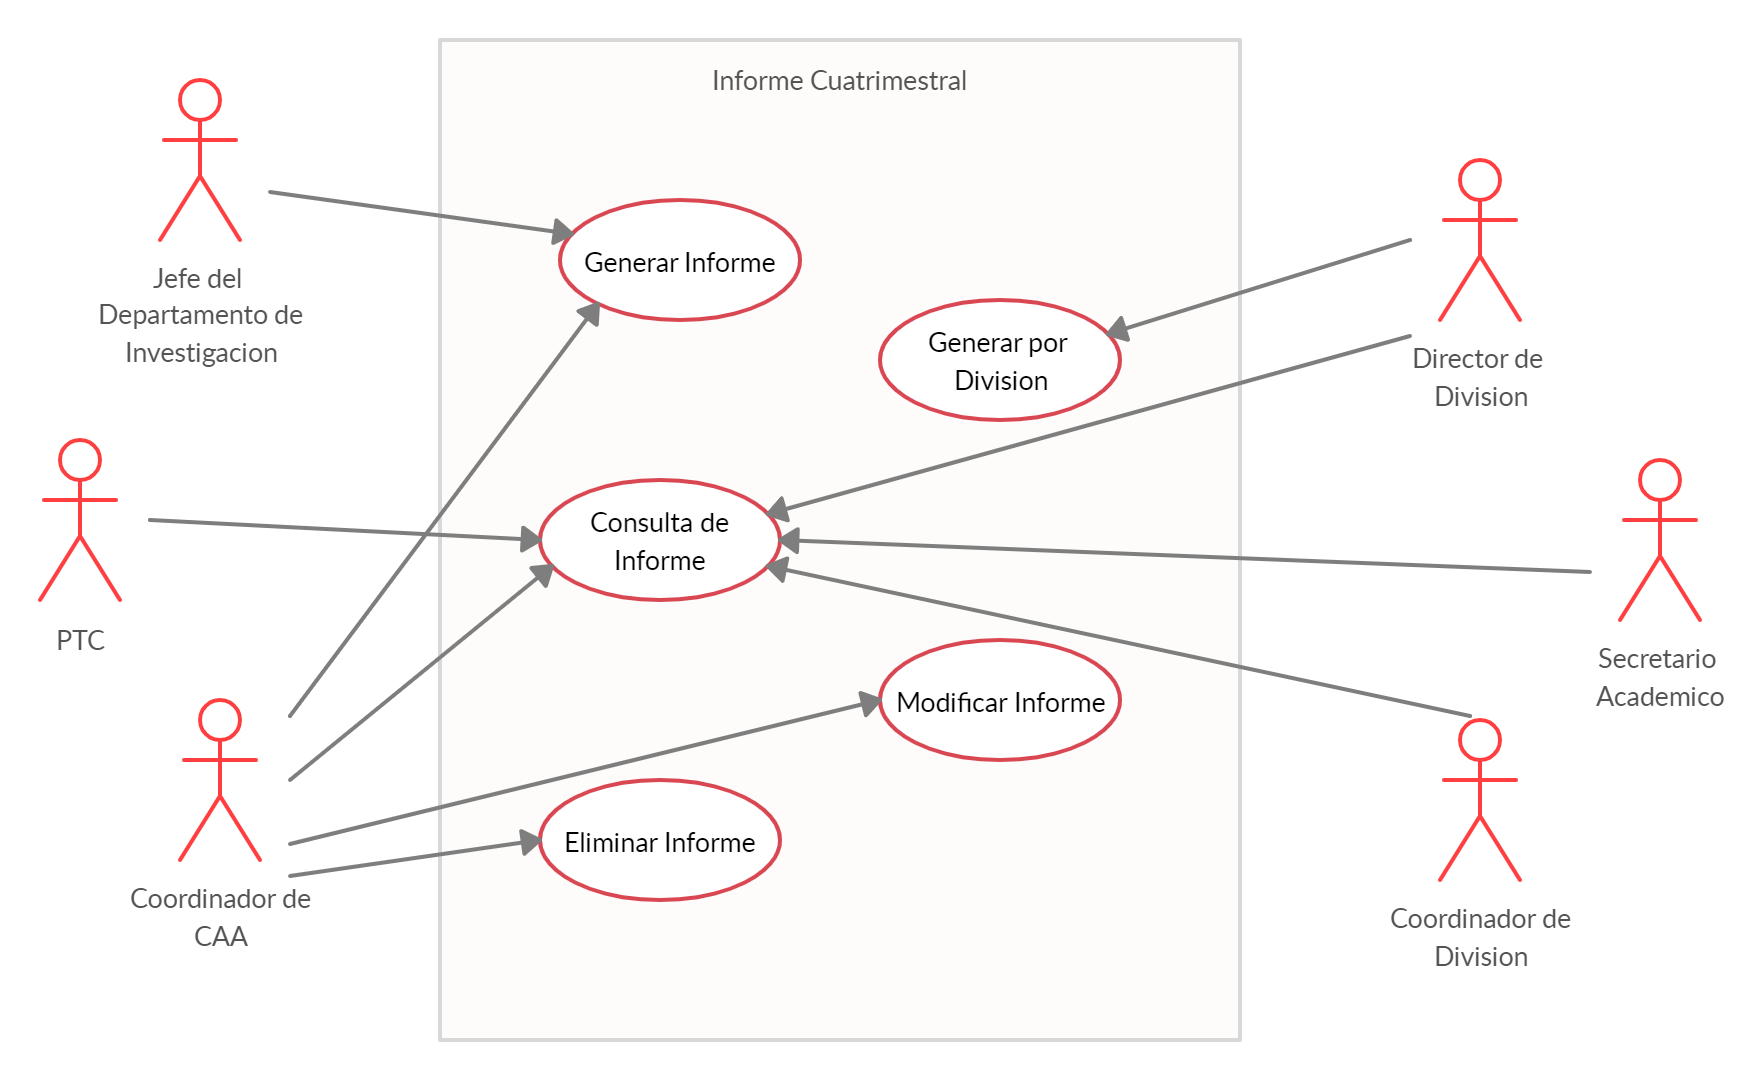 Informe Cuatrimestral
Jefe del
Departamento de
Investigacion
Generar Informe
Generar por
Division
Director de
Division
PTC
Consulta de
Informe
Secretario
Academico
Modificar Informe
Eliminar Informe
Coordinador de
CAA
Coordinador de
Division